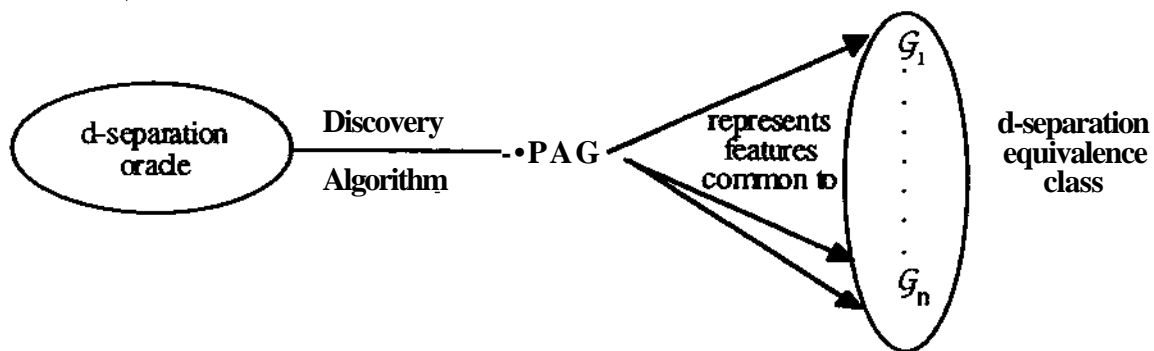 d-separation
oracle
Discovery
Algorithm
PAG
represents
features
common to
G₁
Gₙ
d-separation
equivalence
class